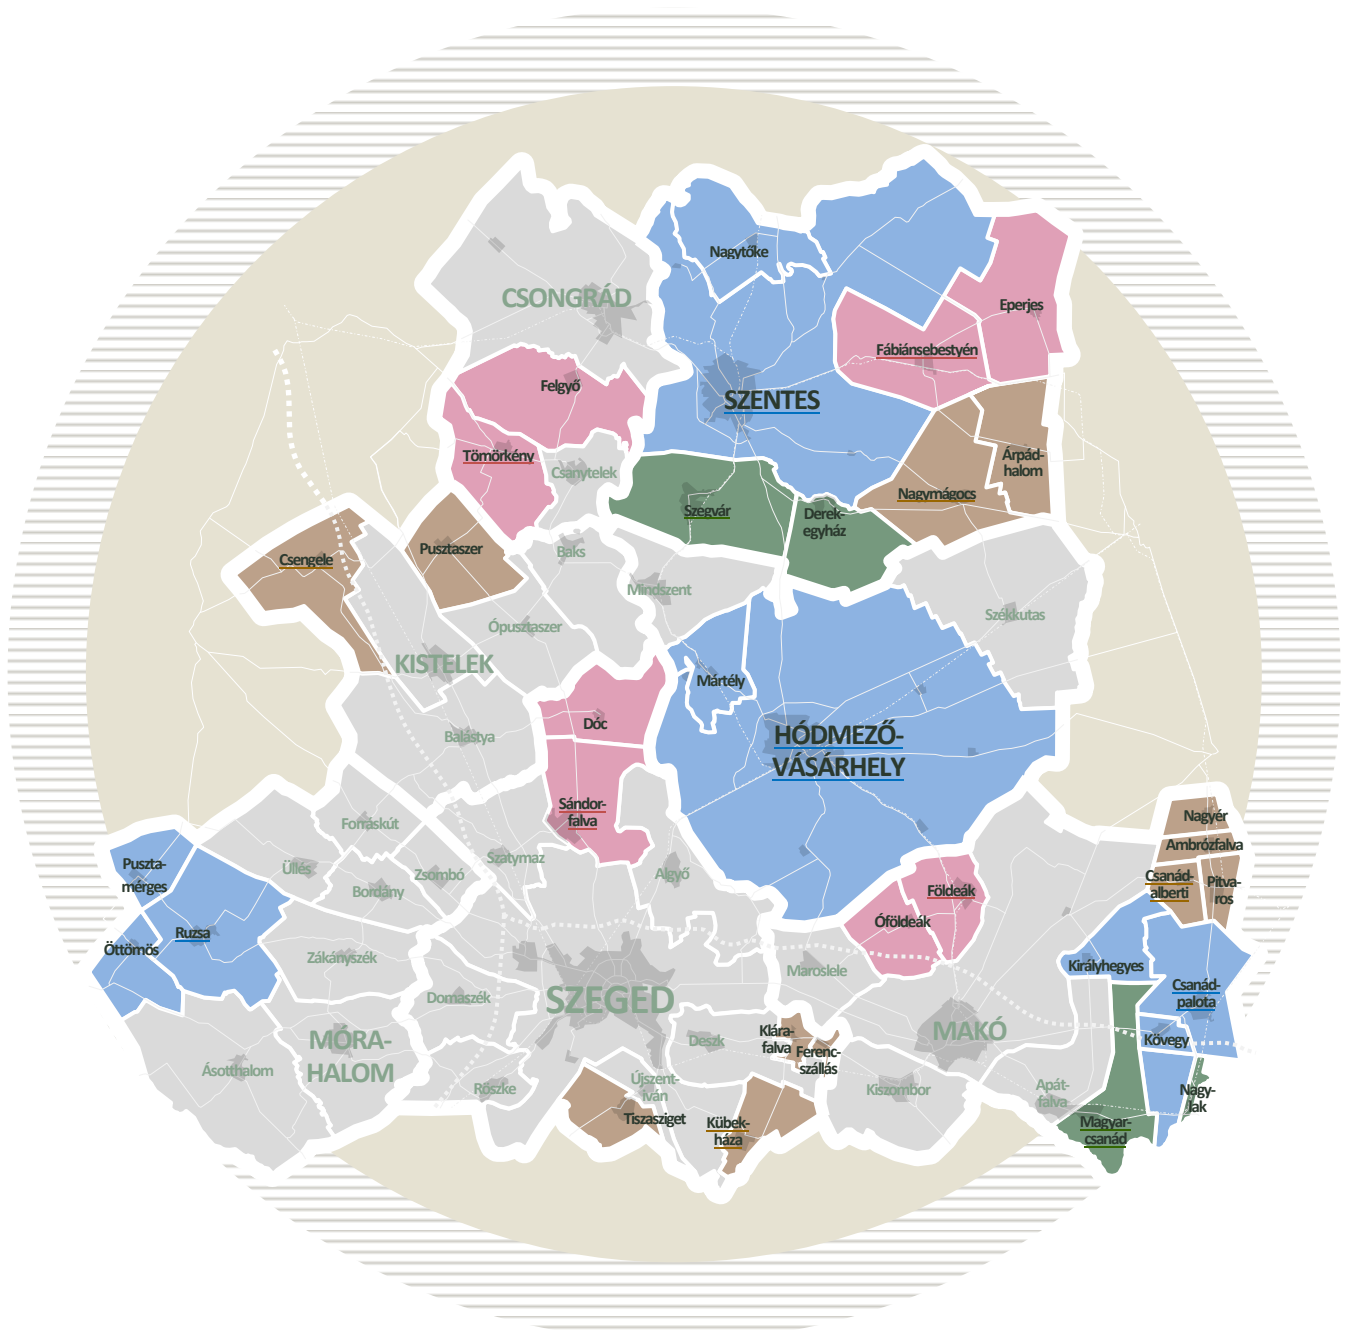 Nagytőke
CSONGRÁD
Eperjes
Fábiánsebestyén
Felgyő
SZENTES
Tömörkény
Csanytelek
Árpád-
halom
Nagymágocs
Szegvár
Derek-
egyház
Csengele
Pusztaszer
Baks
Mindszent
Székkutas
Ópusztaszer
KISTELEK
Mártély
Dóc
Balástya
HÓDMEZŐ-
VÁSÁRHELY
Sándor-
falva
Forráskút
Nagyér
Ambrózfalva
Szatymaz
Puszta-
mérges
Üllés
Zsombó
Algyő
Bordány
Földeák
Csanád-
alberti
Pitva-
ros
Óföldeák
Ruzsa
Öttömös
Zákányszék
Maroslele
Királyhegyes
Csanád-
palota
Domaszék
SZEGED
MAKÓ
MÓRA-
HALOM
Deszk
Klára-
falva
Ferenc-
szállás
Kövegy
Ásotthalom
Röszke
Újszent-
iván
Kiszombor
Apát-
falva
Nagy-
lak
Tiszasziget
Kübek-
háza
Magyar-
csanád